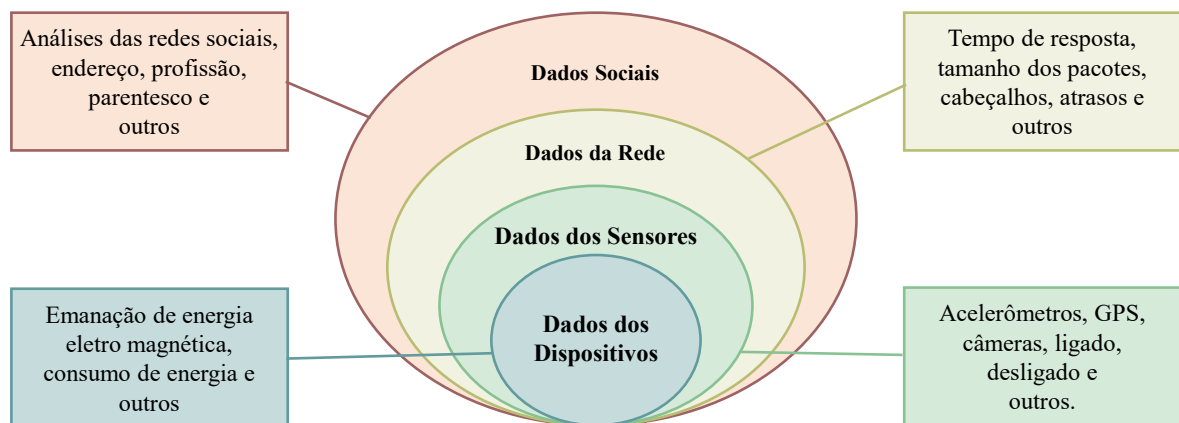 Análises das redes sociais,
endereço, profissão,
parentesco e
outros
Dados Sociais
Tempo de resposta,
tamanho dos pacotes,
cabeçalhos, atrasos e
outros
Dados da Rede
Dados dos Sensores
Emanação de energia
eletro magnética,
consumo de energia e
outros
Dados dos
Dispositivos
Acelerômetros, GPS,
câmeras, ligado,
desligado e
outros.